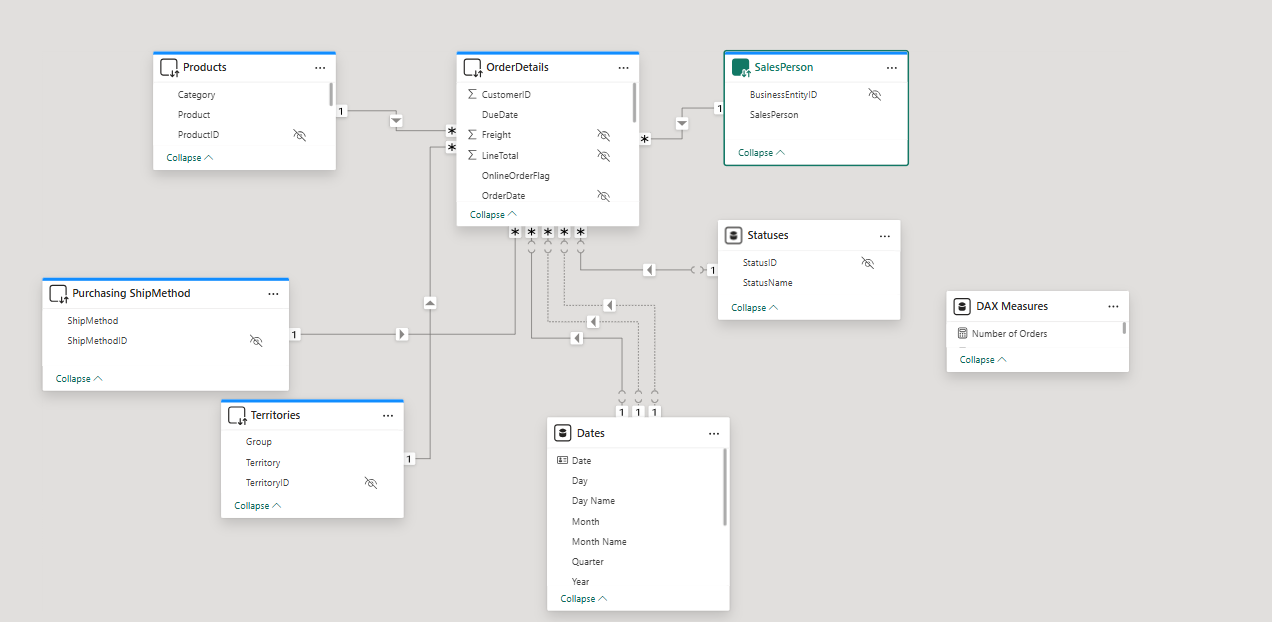 Products
Category
Product
ProductID
Collapse
OrderDetails
CustomerID
DueDate
Freight
LineTotal
OnlineOrderFlag
OrderDate
Collapse
SalesPerson
BusinessEntityID
SalesPerson
Collapse
1
*
*
*
1
* * * * *
Statuses
StatusID
StatusName
Collapse
1
Purchasing ShipMethod
ShipMethod
ShipMethodID
Collapse
1
DAX Measures
Number of Orders
Collapse
Territories
Group
Territory
TerritoryID
Collapse
1
1 1 1
Dates
Date
Day
Day Name
Month
Month Name
Quarter
Year
Collapse